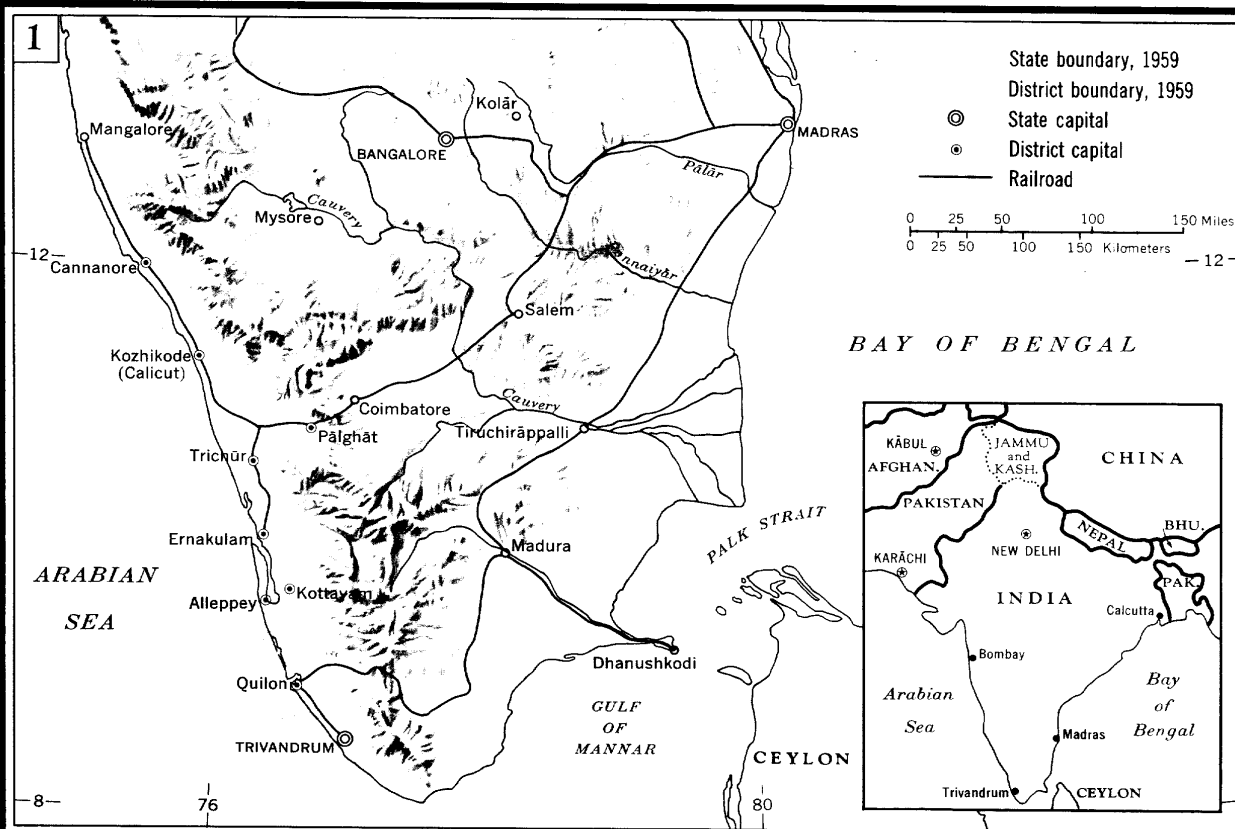 1
State boundary, 1959
District boundary, 1959
State capital
District capital
Railroad
0 25 50 100 150 Miles
0 25 50 100 150 Kilometers
Kolār
Mangalore
BANGALORE
MADRAS
Pālār
Cauvery
Mysore
12
Cannanore
nnaiyār
12
Salem
Kozhikode
(Calicut)
BAY OF BENGAL
Cauvery
Coimbatore
Pālghāt
Tiruchirāppalli
Trichūr
PALK STRAIT
Ernakulam
Madura
ARABIAN
SEA
Kottayam
Alleppey
Dhanushkodi
Quilon
GULF
OF
MANNAR
TRIVANDRUM
CEYLON
8
76
80
KĀBUL
AFGHAN.
JAMMU
and
KASH.
CHINA
PAKISTAN
NEPAL
BHU.
NEW DELHI
KARĀCHI
PAK.
INDIA
Calcutta
Bombay
Arabian
Sea
Bay
of
Bengal
Madras
Trivandrum
CEYLON